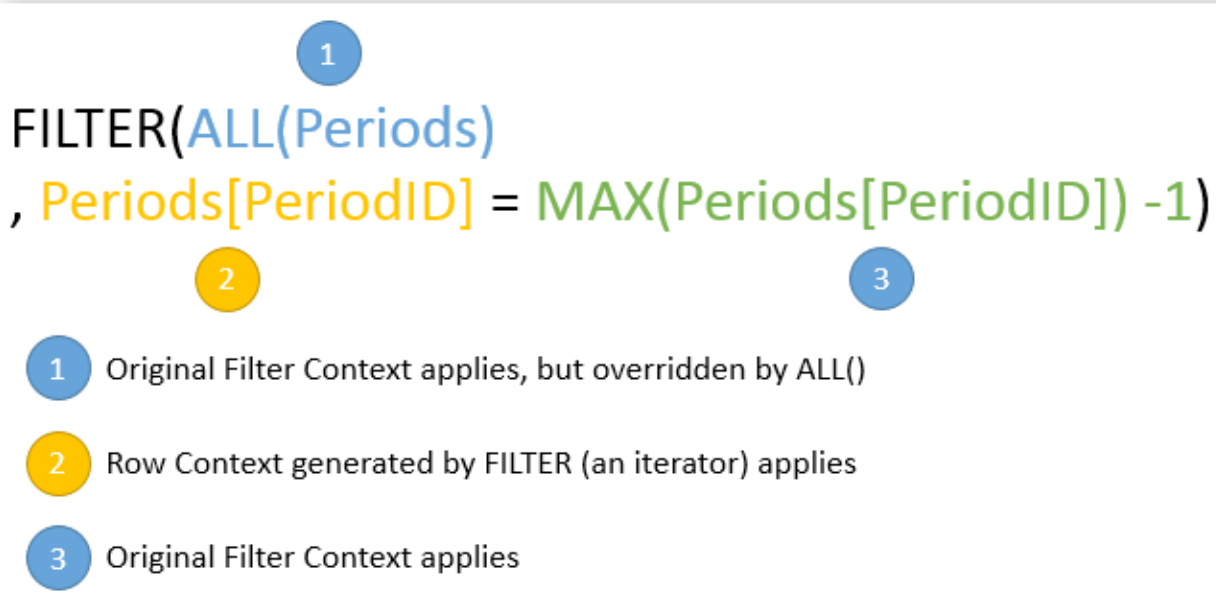 1
FILTER(ALL(Periods)
, Periods[PeriodID] = MAX(Periods[PeriodID]) -1)
2 3
1 Original Filter Context applies, but overridden by ALL()
2 Row Context generated by FILTER (an iterator) applies
3 Original Filter Context applies